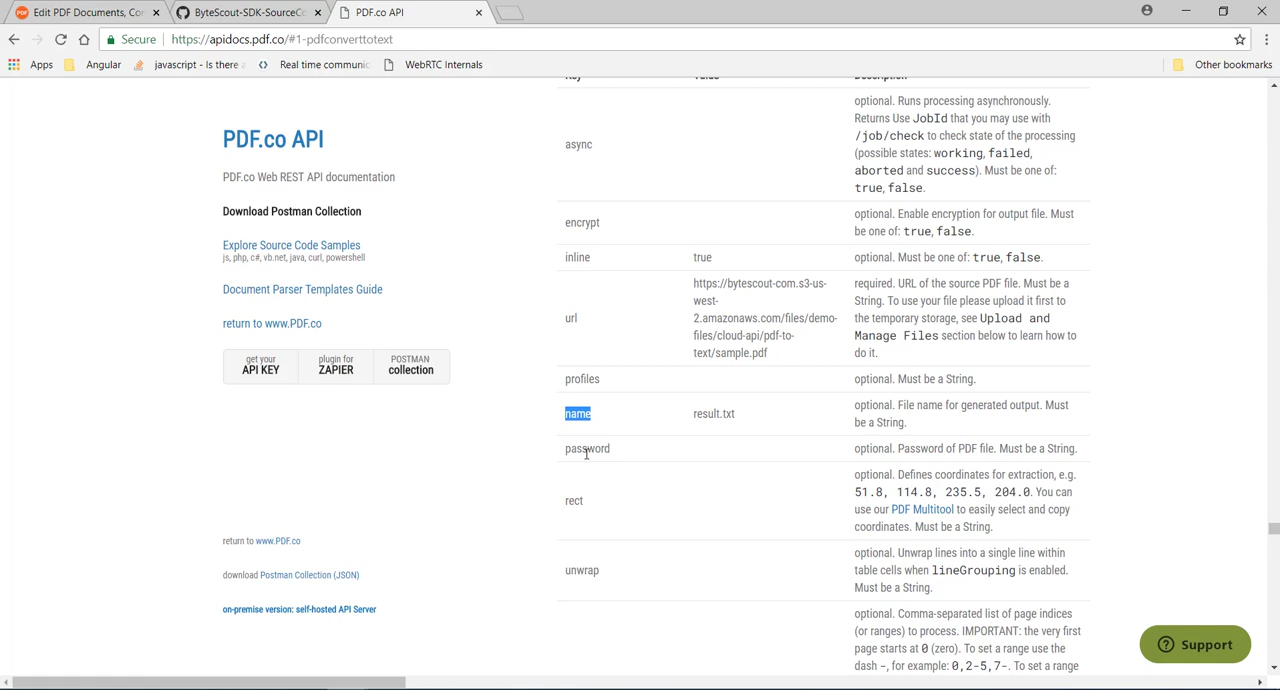 Edit PDF Documents, Con
ByteScout-SDK-SourceCo
PDF.co API
Secure
https://apidocs.pdf.co/#1-pdfconverttotext
Apps
Angular
javascript - Is there a
Real time communic
WebRTC Internals
Other bookmarks
PDF.co API
PDF.co Web REST API documentation
Download Postman Collection
Explore Source Code Samples
js, php, c#, vb.net, java, curl, powershell
Document Parser Templates Guide
return to www.PDF.co
get your
API KEY
plugin for
ZAPIER
POSTMAN
collection
return to www.PDF.co
download Postman Collection (JSON)
on-premise version: self-hosted API Server
Key Value Description
async
optional. Runs processing asynchronously.
Returns Use JobId that you may use with
/job/check to check state of the processing
(possible states: working, failed,
aborted and success). Must be one of:
true, false.
encrypt
optional. Enable encryption for output file. Must
be one of: true, false.
inline
true
optional. Must be one of: true, false.
url
https://bytescout-com.s3-us-
west-
2.amazonaws.com/files/demo-
files/cloud-api/pdf-to-
text/sample.pdf
required. URL of the source PDF file. Must be a
String. To use your file please upload it first to
the temporary storage, see Upload and
Manage Files section below to learn how to
do it.
profiles
optional. Must be a String.
name
result.txt
optional. File name for generated output. Must
be a String.
password
optional. Password of PDF file. Must be a String.
rect
optional. Defines coordinates for extraction, e.g.
51.8, 114.8, 235.5, 204.0. You can
use our PDF Multitool to easily select and copy
coordinates. Must be a String.
unwrap
optional. Unwrap lines into a single line within
table cells when lineGrouping is enabled.
Must be a String.
optional. Comma-separated list of page indices
(or ranges) to process. IMPORTANT: the very first
page starts at 0 (zero). To set a range use the
dash -, for example: 0,2-5,7-. To set a range
Support